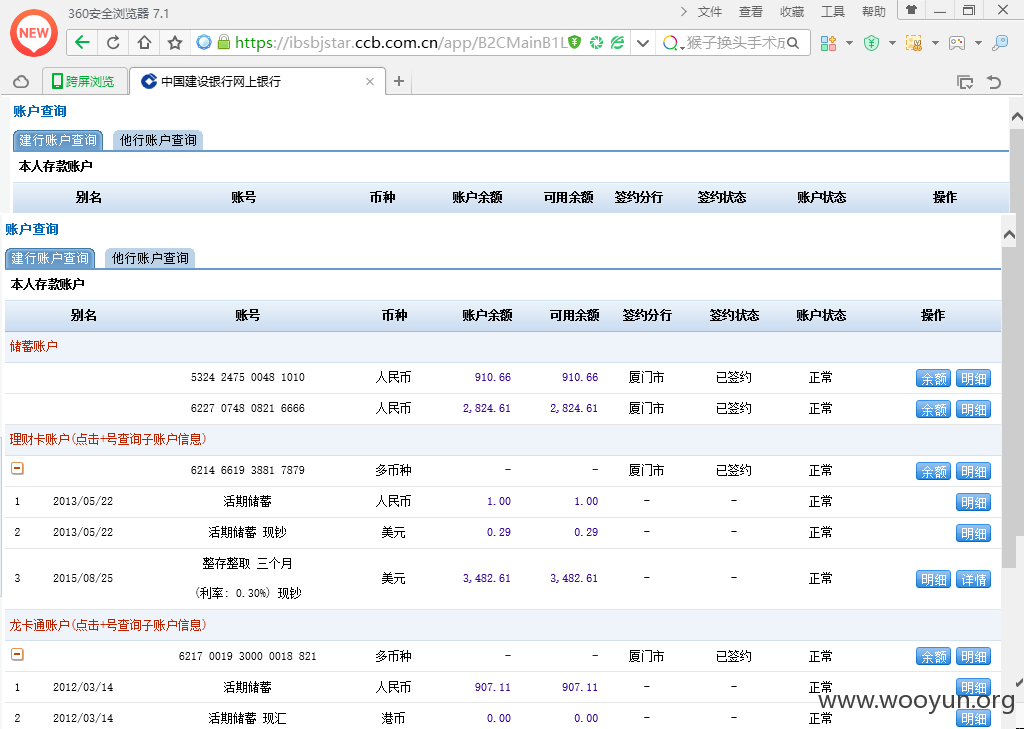 360安全浏览器 7.1
文件 查看 收藏 工具 帮助
NEW
https://ibsbjstar.ccb.com.cn/app/B2CMainB1L
猴子换头手术成
跨屏浏览
中国建设银行网上银行
账户查询
建行账户查询 他行账户查询
本人存款账户
别名 账号 币种 账户余额 可用余额 签约分行 签约状态 账户状态 操作
账户查询
建行账户查询 他行账户查询
本人存款账户
别名 账号 币种 账户余额 可用余额 签约分行 签约状态 账户状态 操作
储蓄账户
5324 2475 0048 1010 人民币 910.66 910.66 厦门市 已签约 正常 余额 明细
6227 0748 0821 6666 人民币 2,824.61 2,824.61 厦门市 已签约 正常 余额 明细
理财卡账户(点击+号查询子账户信息)
6214 6619 3881 7879 多币种 - - 厦门市 已签约 正常 余额 明细
1 2013/05/22 活期储蓄 人民币 1.00 1.00 - - 正常 明细
2 2013/05/22 活期储蓄 现钞 美元 0.29 0.29 - - 正常 明细
整存整取 三个月
3 2015/08/25 美元 3,482.61 3,482.61 - - 正常 明细 详情
(利率: 0.30%) 现钞
龙卡通账户(点击+号查询子账户信息)
6217 0019 3000 0018 821 多币种 - - 厦门市 已签约 正常 余额 明细
1 2012/03/14 活期储蓄 人民币 907.11 907.11 - - 正常 明细
www.wooyun.org
2 2012/03/14 活期储蓄 现汇 港币 0.00 0.00 - - 正常 明细